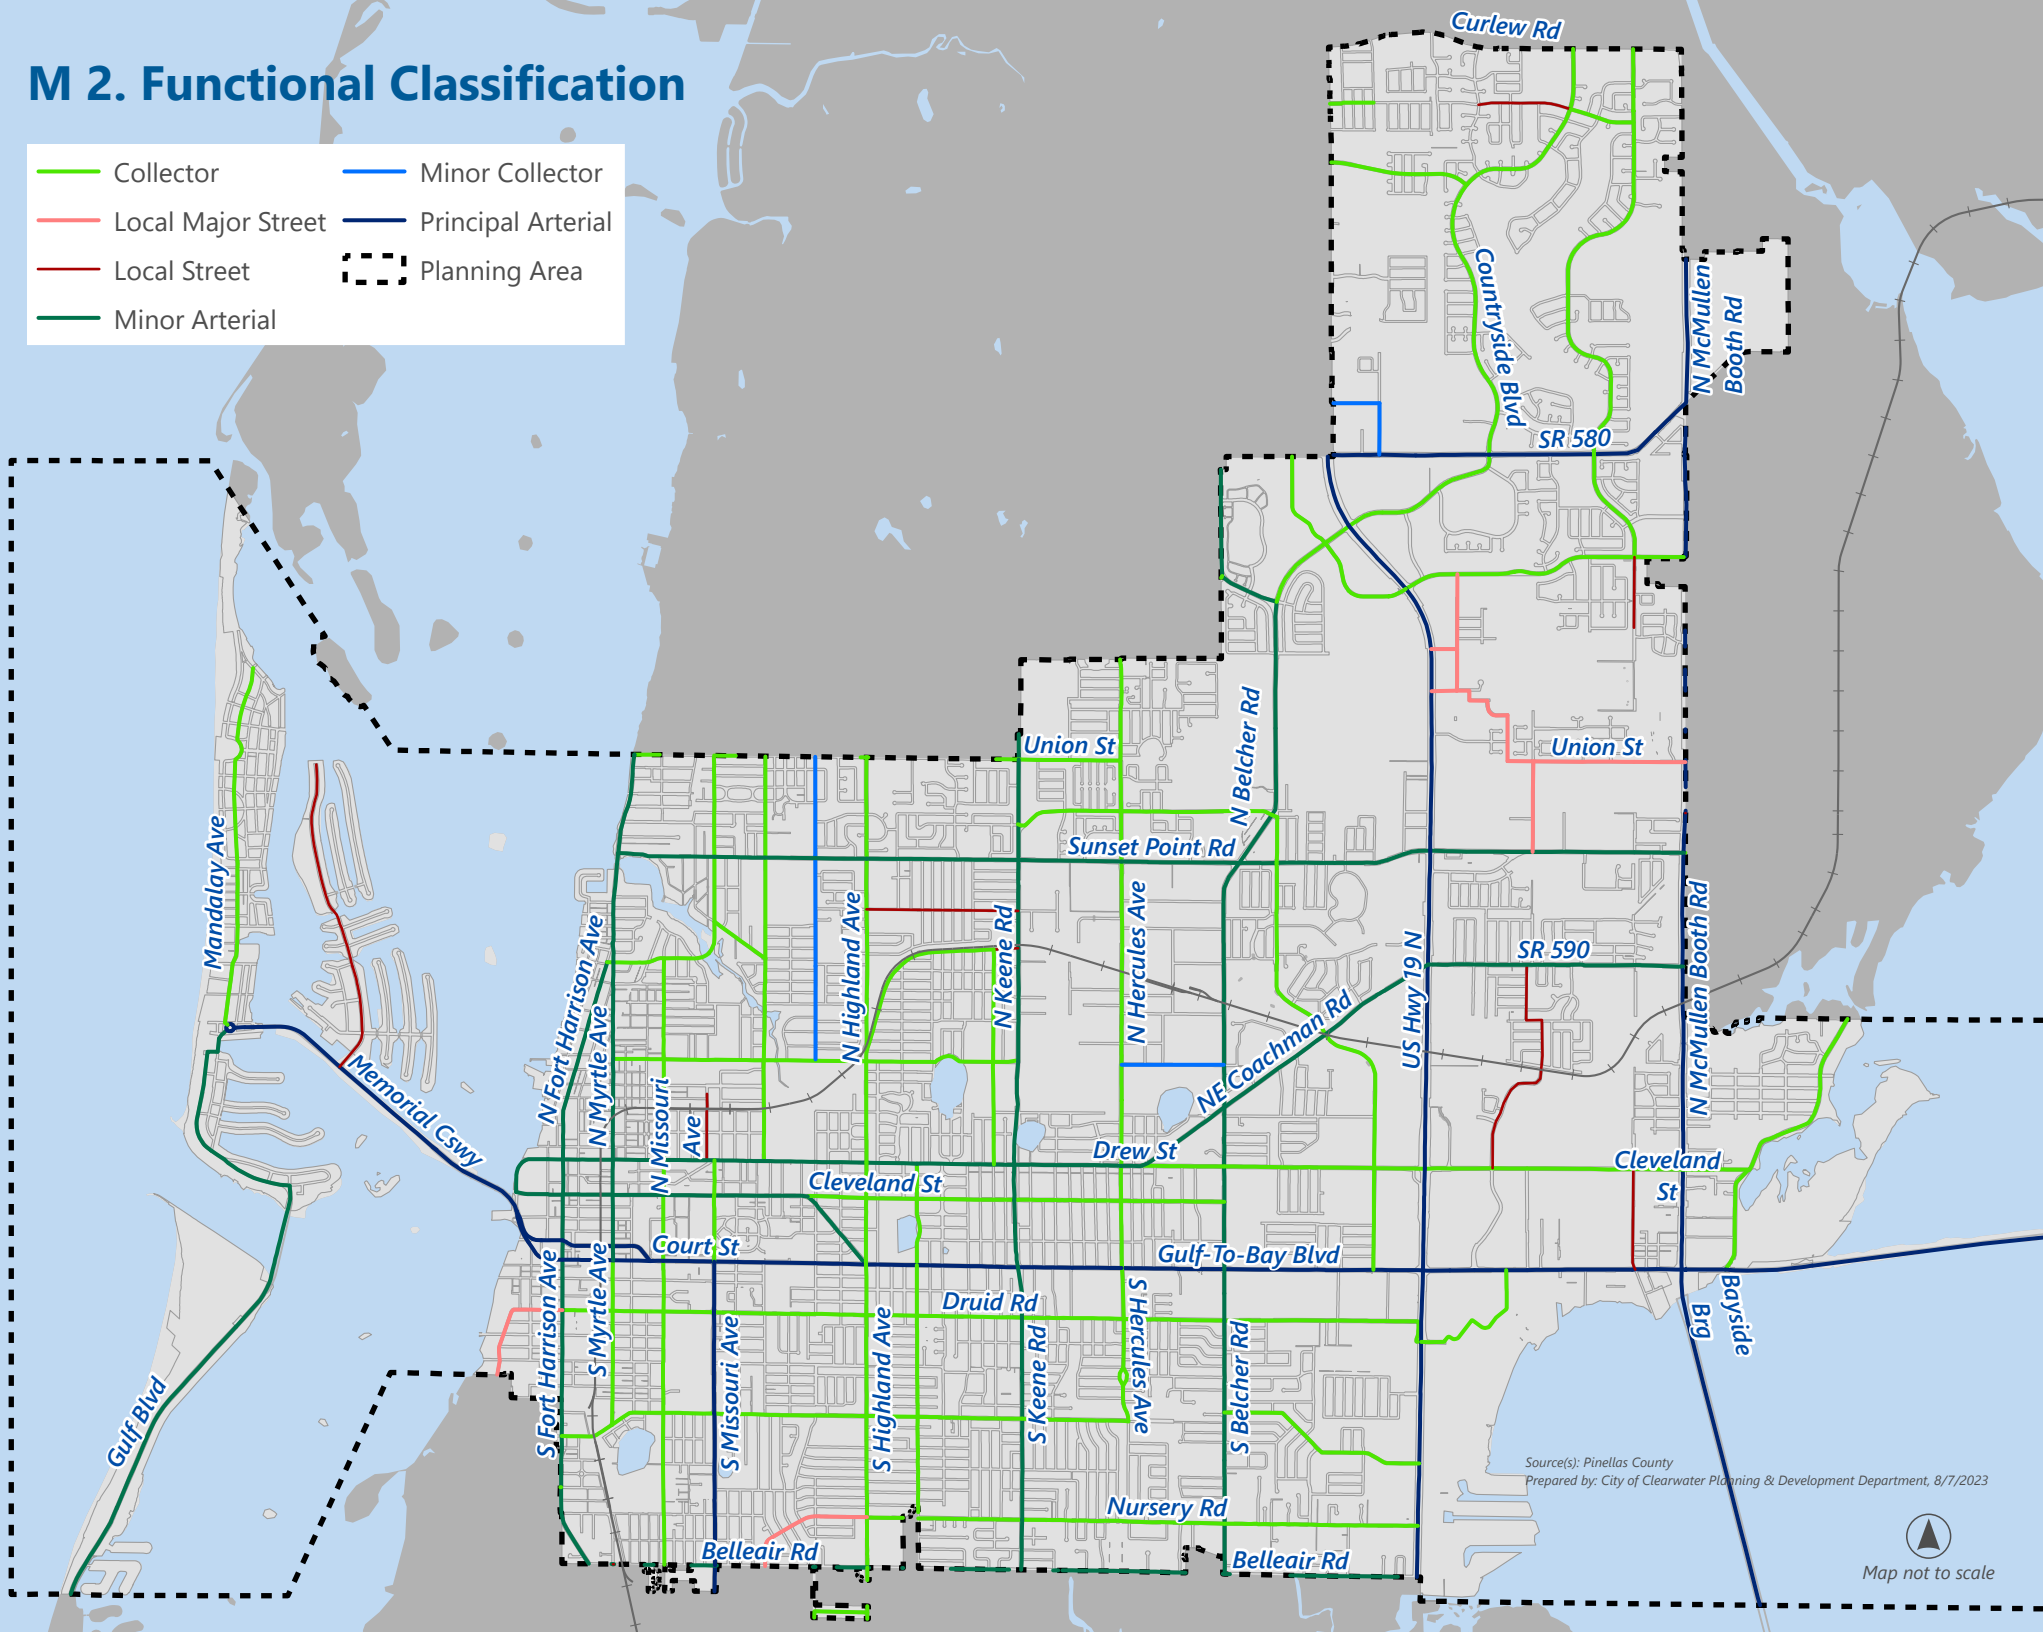 M 2. Functional Classification
Collector
Local Major Street
Local Street
Minor Arterial
Minor Collector
Principal Arterial
Planning Area
Curlew Rd
Countryside Blvd
N McMullen
Booth Rd
SR 580
N Belcher Rd
Union St
Union St
Sunset Point Rd
Mandalay Ave
N Fort Harrison Ave
N Myrtle Ave
N Missouri
Ave
N Highland Ave
N Keene Rd
N Hercules Ave
NE Coachman Rd
US Hwy 19 N
SR 590
N McMullen Booth Rd
Memorial Cswy
Drew St
Cleveland St
Cleveland
St
Court St
Gulf-To-Bay Blvd
Druid Rd
Gulf Blvd
S Fort Harrison Ave
S Myrtle Ave
S Missouri Ave
S Highland Ave
S Keene Rd
S Hercules Ave
S Belcher Rd
Bayside
Brg
Nursery Rd
Belleair Rd
Belleair Rd
Source(s): Pinellas County
Prepared by: City of Clearwater Planning & Development Department, 8/7/2023
Map not to scale